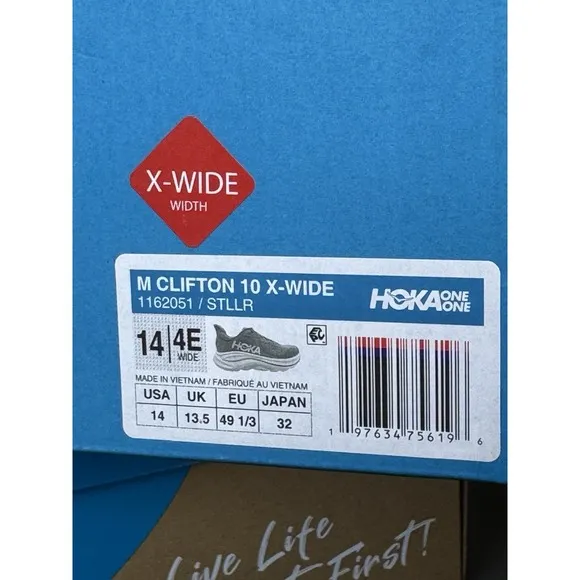 X-WIDE
WIDTH
M CLIFTON 10 X-WIDE
1162051 / STLLR
HOKA ONE ONE
14 4E WIDE
HOKA
MADE IN VIETNAM / FABRIQUÉ AU VIETNAM
USA UK EU JAPAN
14 13.5 49 1/3 32
1 97634 75619 6
Live Life
First!